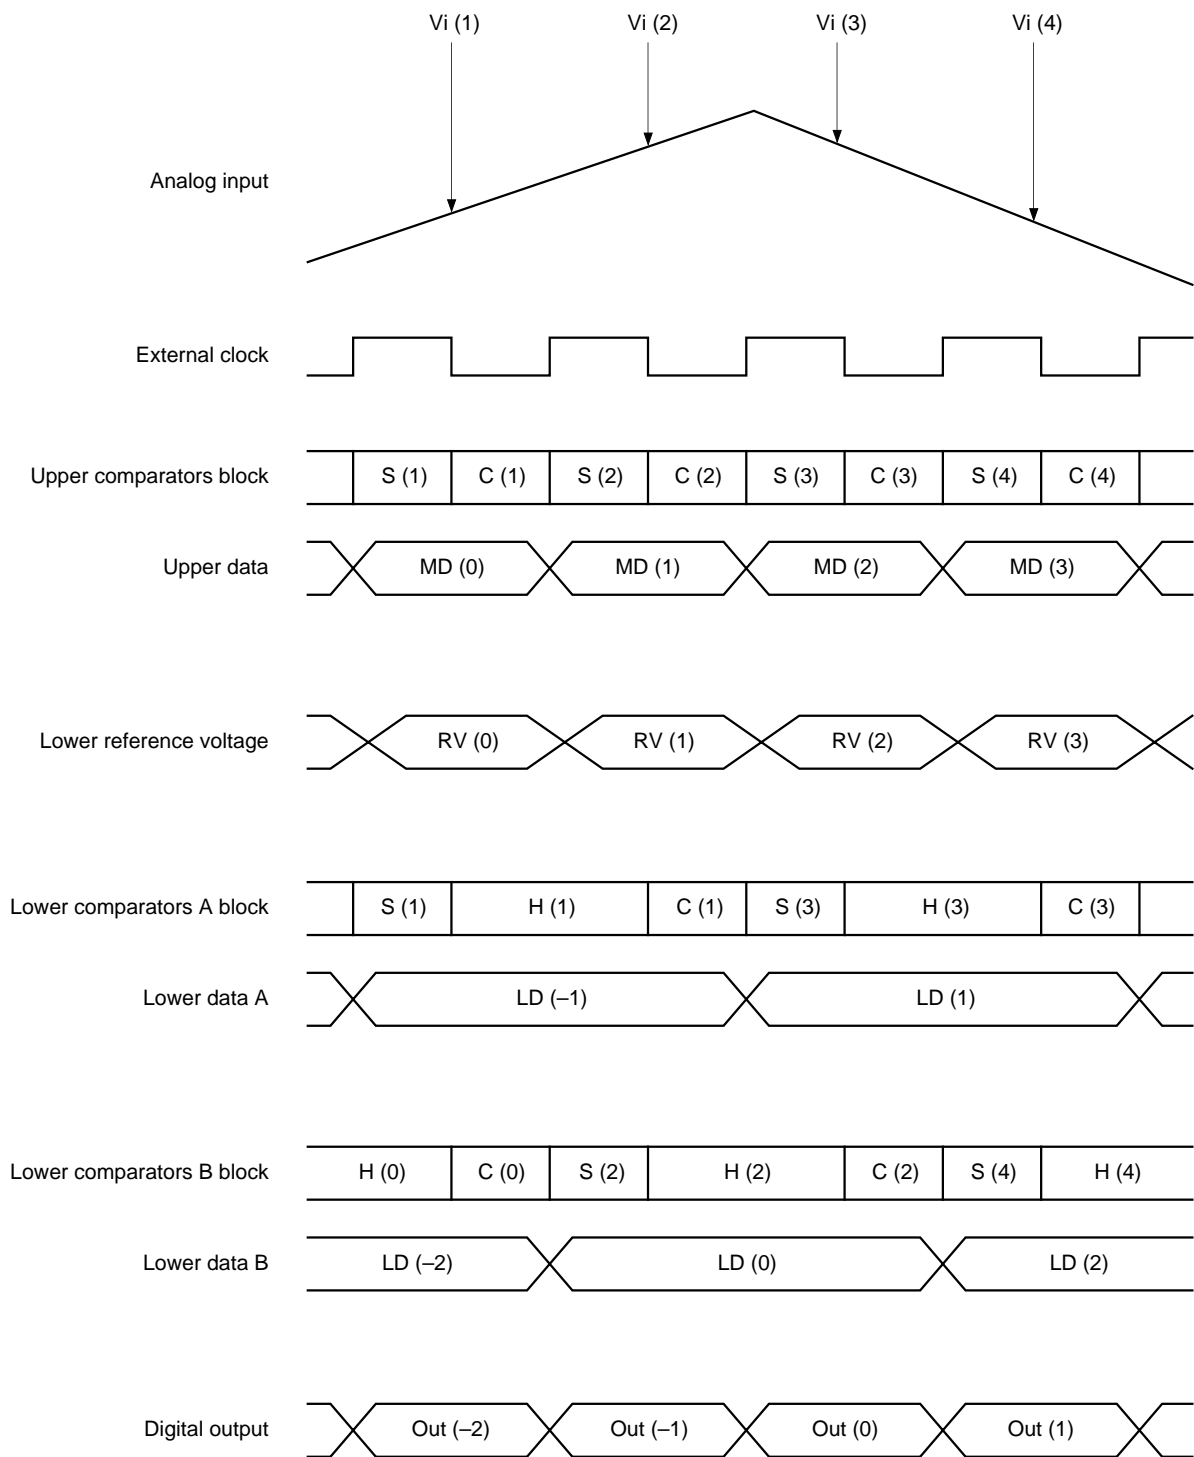 Vi (1) Vi (2) Vi (3) Vi (4)
Analog input
External clock
Upper comparators block S (1) C (1) S (2) C (2) S (3) C (3) S (4) C (4)
Upper data MD (0) MD (1) MD (2) MD (3)
Lower reference voltage RV (0) RV (1) RV (2) RV (3)
Lower comparators A block S (1) H (1) C (1) S (3) H (3) C (3)
Lower data A LD (–1) LD (1)
Lower comparators B block H (0) C (0) S (2) H (2) C (2) S (4) H (4)
Lower data B LD (–2) LD (0) LD (2)
Digital output Out (–2) Out (–1) Out (0) Out (1)